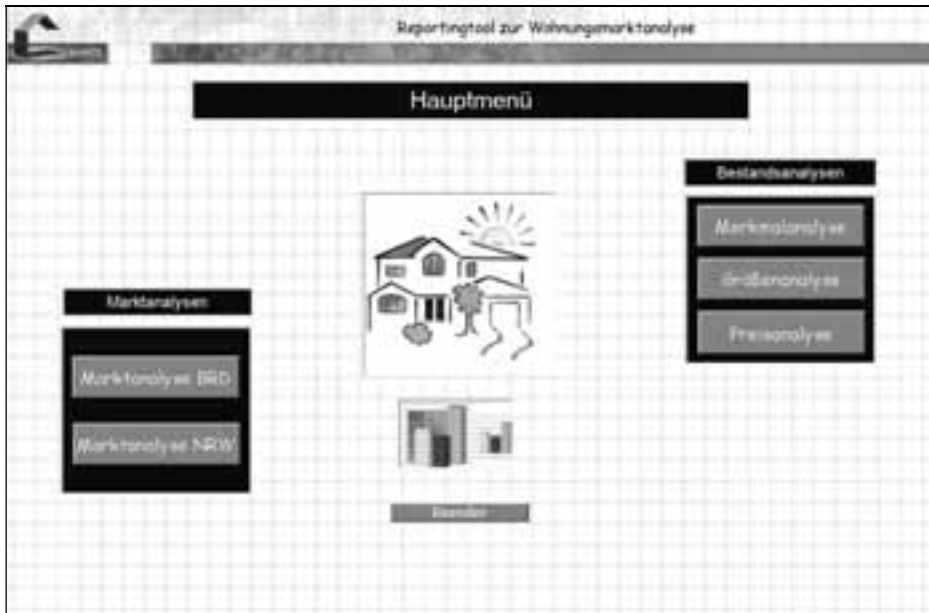 Reportingtool zur Wohnungsmarktanalyse
Hauptmenü
Bestandsanalysen
Merkmalanalyse
Größenanalyse
Preisanalyse
Marktanalysen
Marktanalyse BRD
Marktanalyse NRW
Beenden